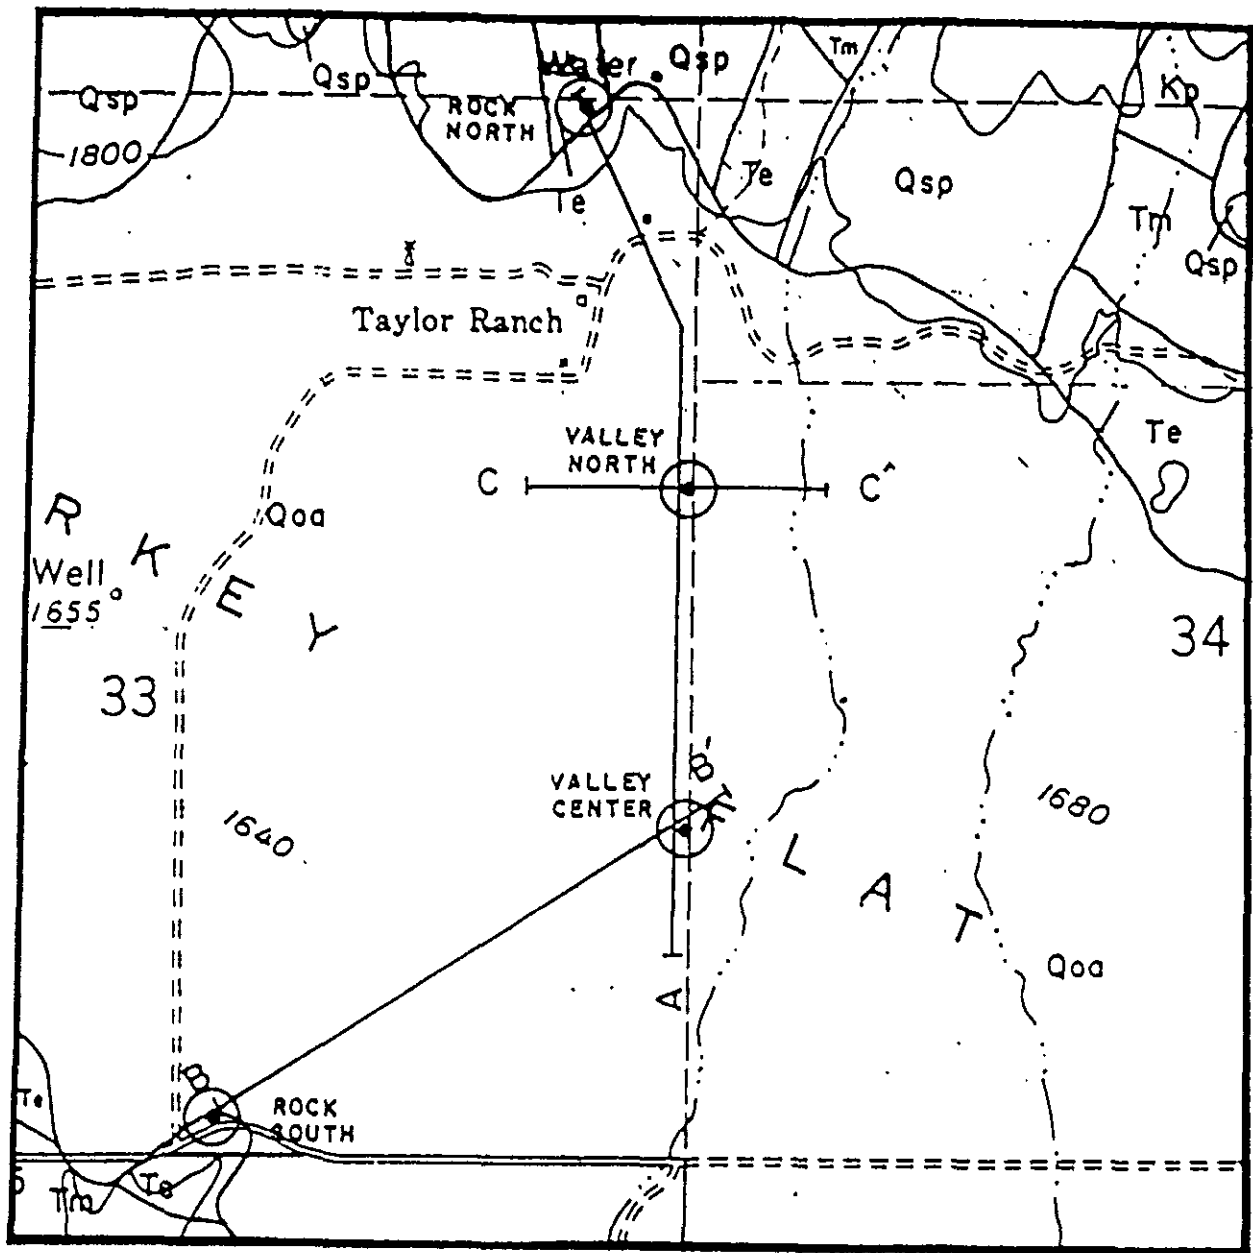 Qsp
Qsp
Water
Qsp
Tm
Kp
ROCK
NORTH
1800
Te
Te
Qsp
Tm
Qsp
Taylor Ranch
VALLEY
NORTH
Te
C
C'
R K E Y
Qoa
Well
1655
33
34
B'
VALLEY
CENTER
1640
1680
F L A T
A
Qoa
B
Te
ROCK
SOUTH
Tm
Te